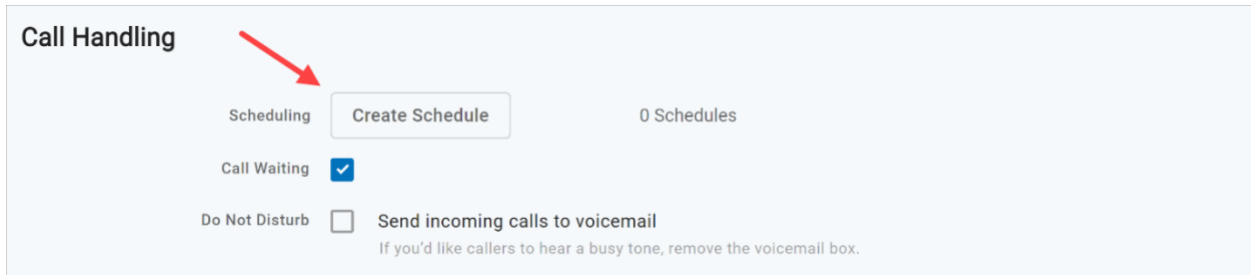 Call Handling
Scheduling Create Schedule 0 Schedules
Call Waiting
Do Not Disturb Send incoming calls to voicemail
If you'd like callers to hear a busy tone, remove the voicemail box.